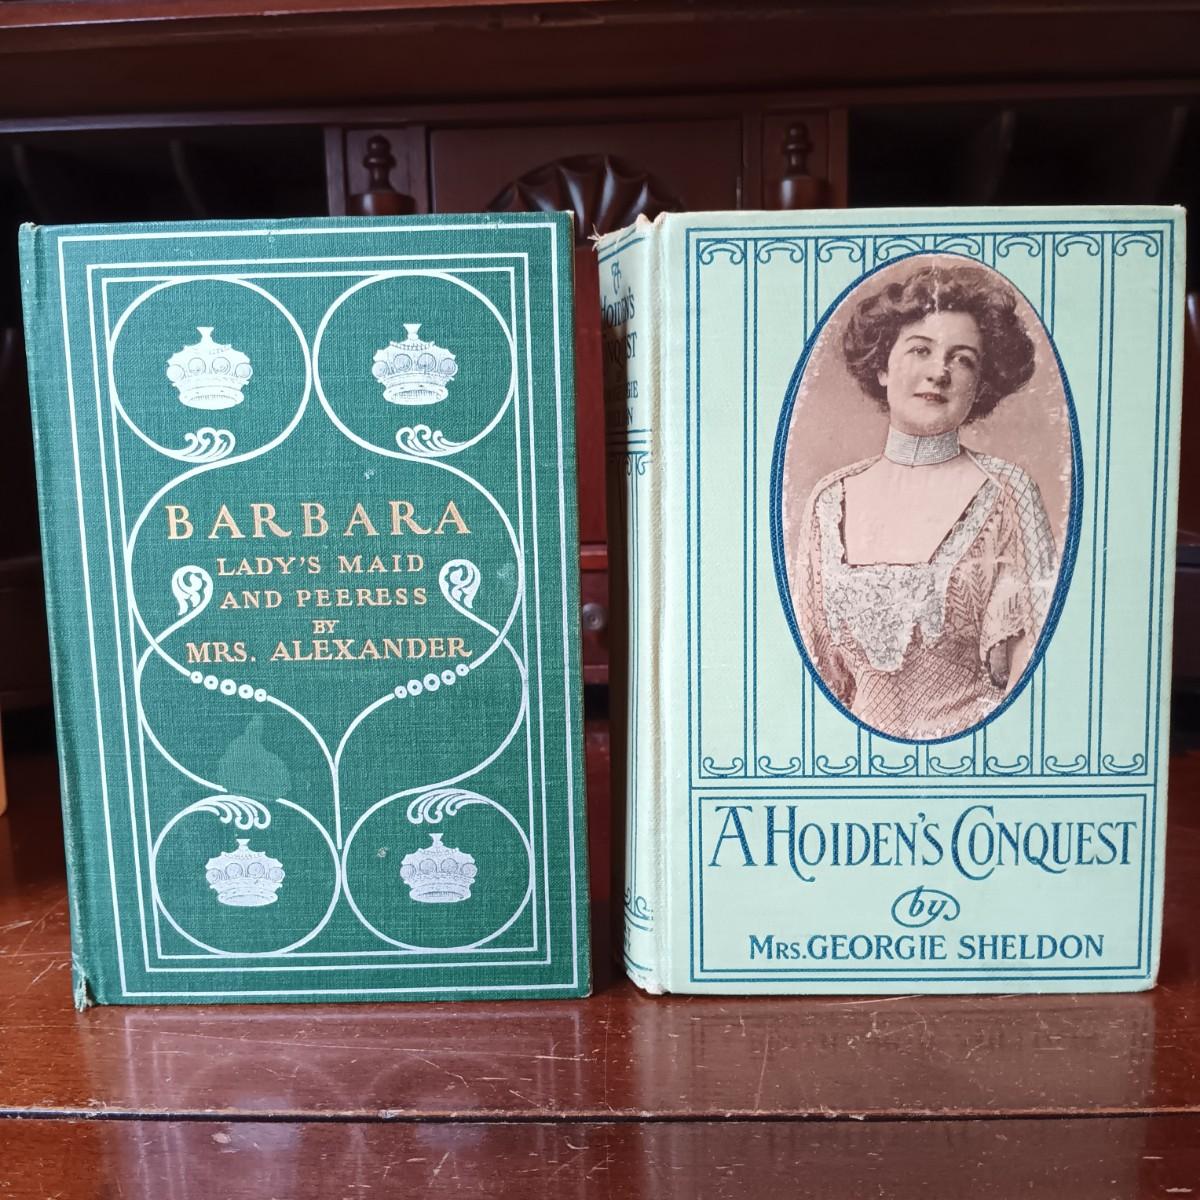 BARBARA
LADY'S MAID
AND PEERESS
BY
MRS. ALEXANDER
A
HOIDEN'S
CONQUEST
A HOIDEN'S CONQUEST
by
MRS. GEORGIE SHELDON